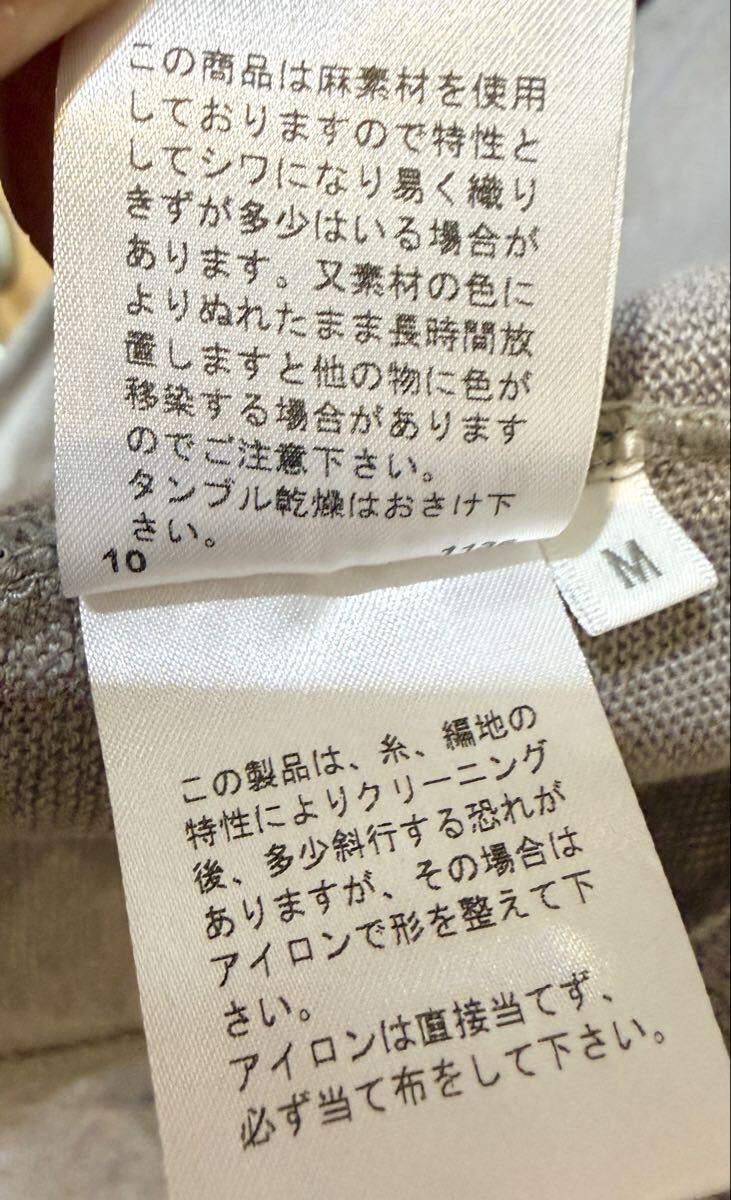 この商品は麻素材を使用
しておりますので特性と
してシワになり易く織り
きずが多少はいる場合が
あります。又素材の色に
よりぬれたまま長時間放
置しますと他の物に色が
移染する場合があります
のでご注意下さい。
タンブル乾燥はおさけ下
さい。
10
M
この製品は、糸、編地の
特性によりクリーニング
後、多少斜行する恐れが
ありますが、その場合は
アイロンで形を整えて下
さい。
アイロンは直接当てず、
必ず当て布をして下さい。